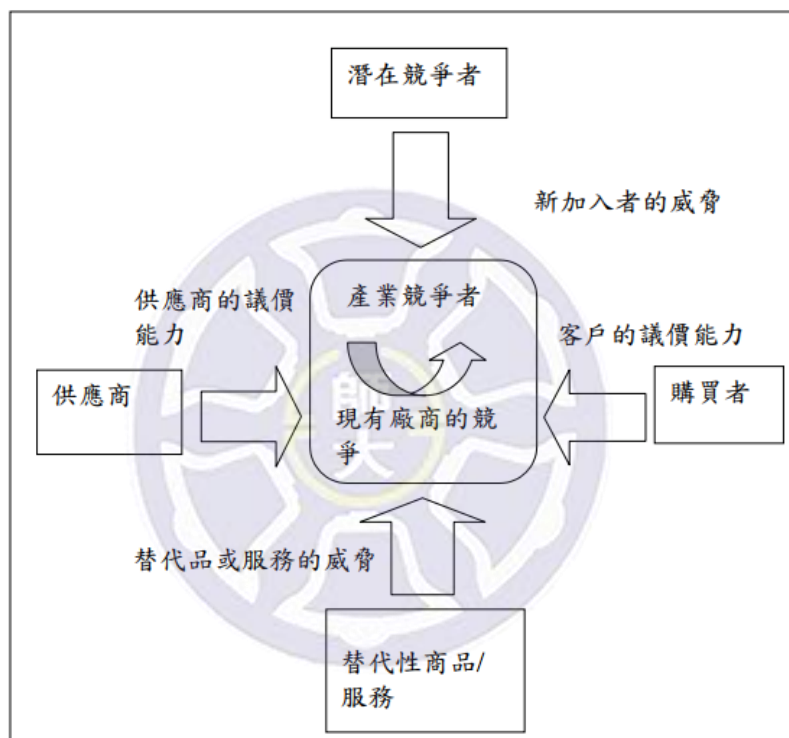 潛在競爭者
新加入者的威脅
供應商的議價
能力
產業競爭者
客戶的議價能力
供應商
購買者
師
大
現有廠商的競
爭
替代品或服務的威脅
替代性商品/
服務